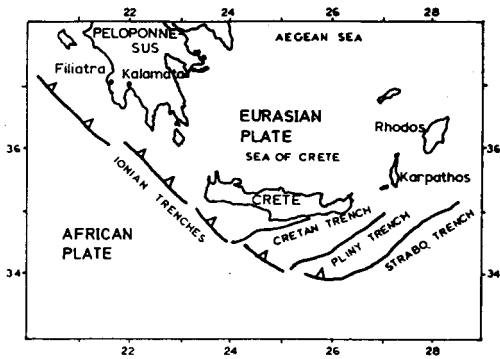 22 24 26 28
PELOPONNE
SUS
AEGEAN SEA
Filiatra
Kalamata
EURASIAN
PLATE
SEA OF CRETE
Rhodos
36
36
Karpathos
IONIAN TRENCHES
CRETE
CRETAN TRENCH
PLINY TRENCH
STRABO TRENCH
AFRICAN
PLATE
34
34
22 24 26 28